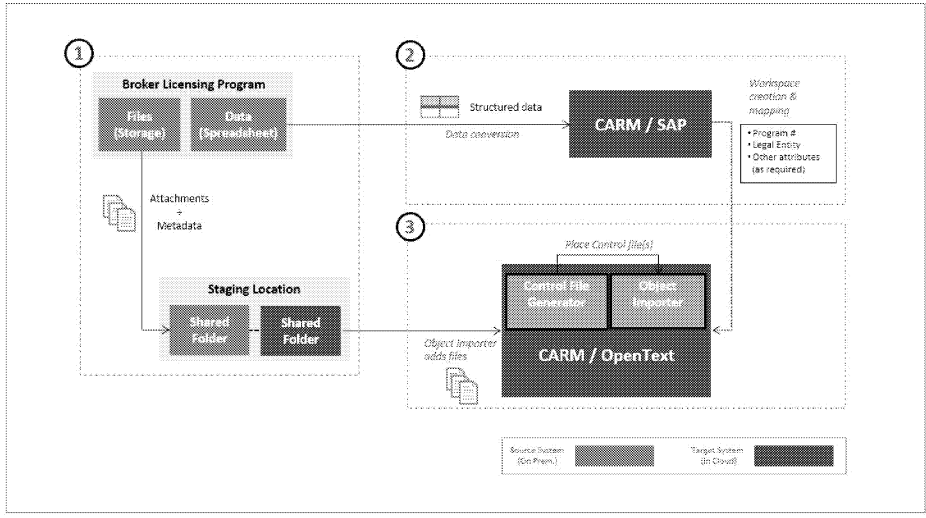 1
Broker Licensing Program
Files
(Storage)
Data
(Spreadsheet)
Attachments
+
Metadata
Staging Location
Shared
Folder
Shared
Folder
2
Structured data
Data conversion
CARM / SAP
Workspace
creation &
mapping
• Program #
• Legal Entity
• Other attributes
(as required)
3
Place Control file(s)
Control File
Generator
Object
Importer
CARM / OpenText
Object Importer
adds files
Source System
(On Prem.)
Target System
(in Cloud)